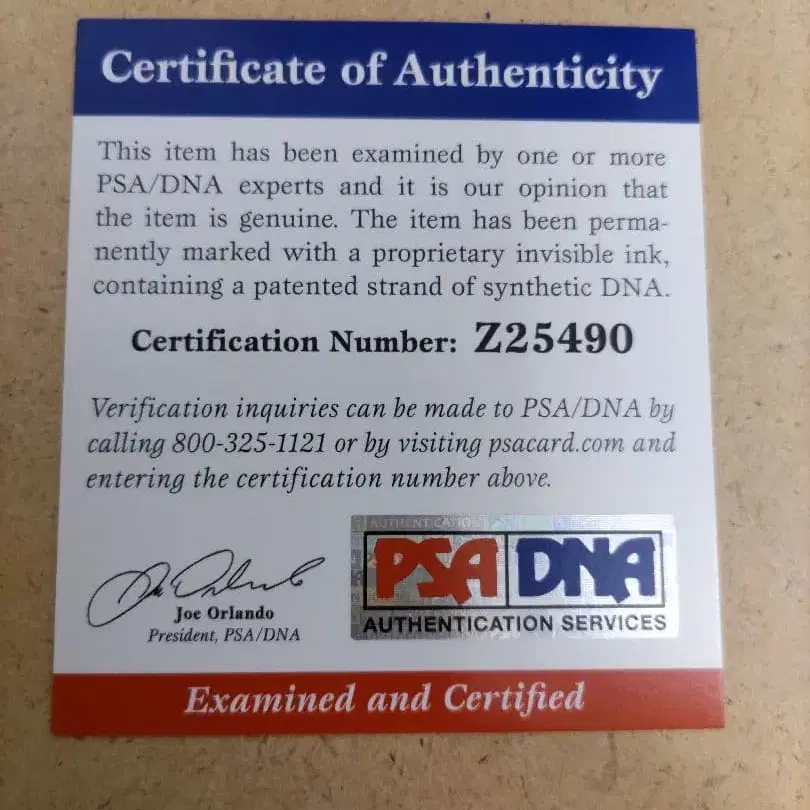 Certificate of Authenticity
This item has been examined by one or more
PSA/DNA experts and it is our opinion that
the item is genuine. The item has been perma-
nently marked with a proprietary invisible ink,
containing a patented strand of synthetic DNA.
Certification Number: Z25490
Verification inquiries can be made to PSA/DNA by
calling 800-325-1121 or by visiting psacard.com and
entering the certification number above.
AUTHENTICATION
PSA DNA
AUTHENTICATION SERVICES
Joe Orlando
President, PSA/DNA
Examined and Certified